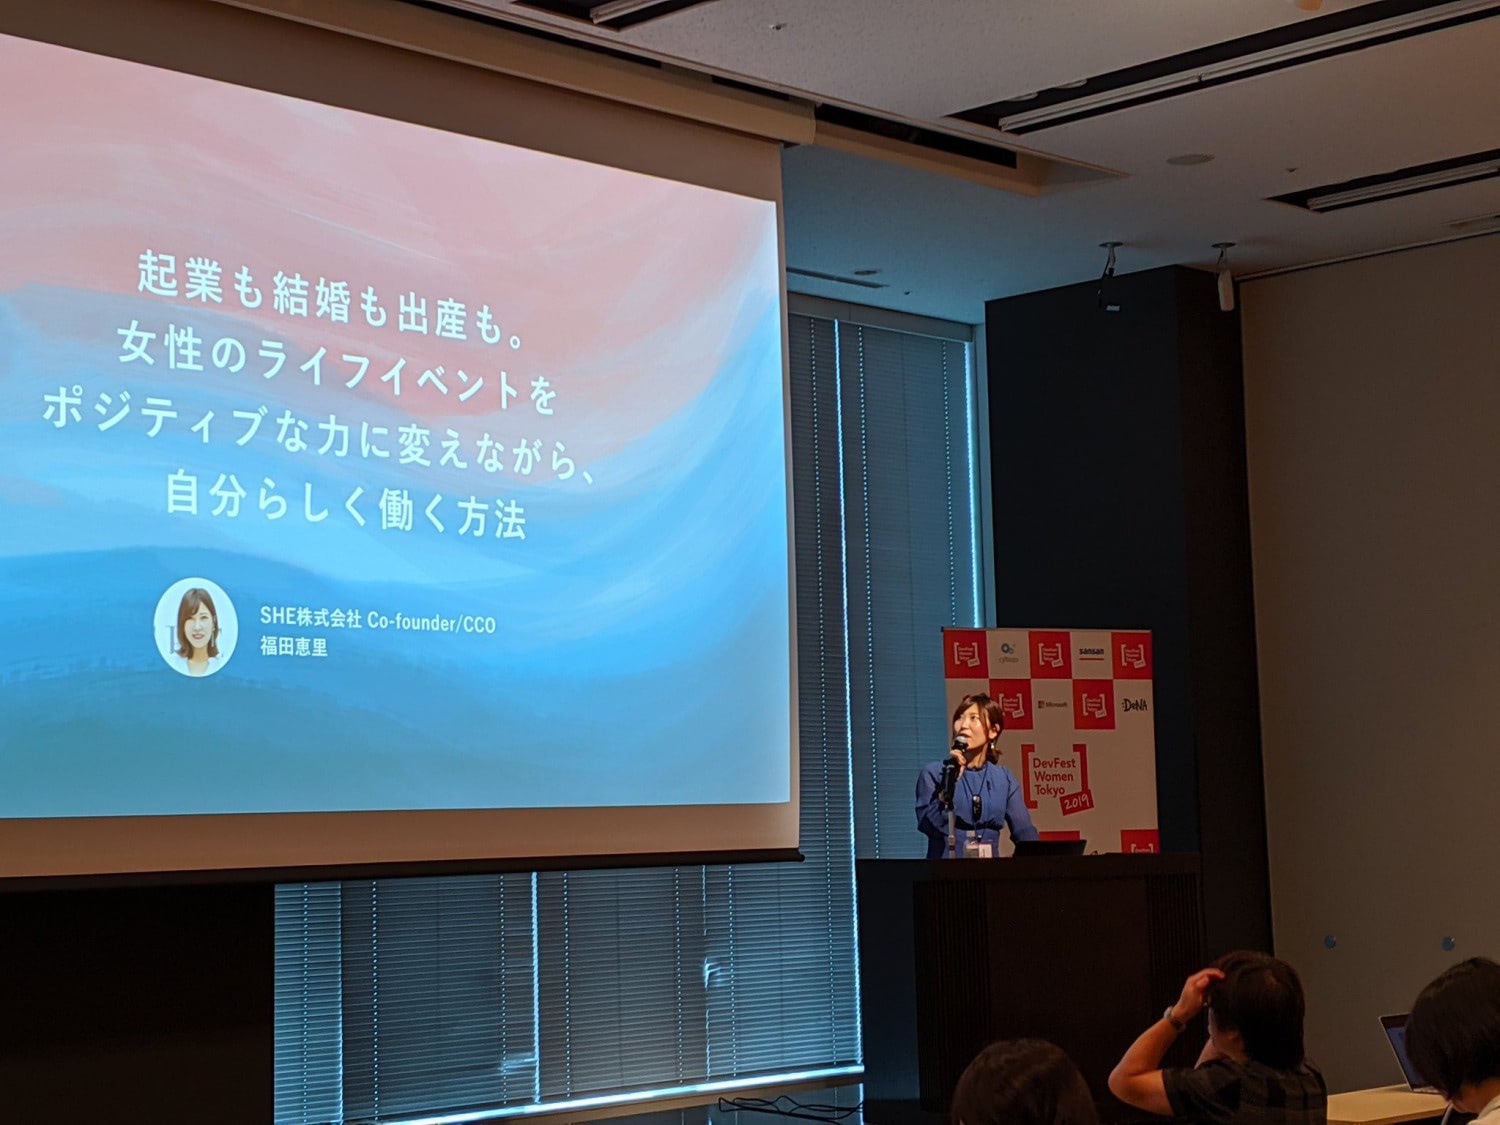 起業も結婚も出産も。
女性のライフイベントを
ポジティブな力に変えながら、
自分らしく働く方法
SHE株式会社 Co-founder/CCO
福田恵里
sansan
Microsoft
:DeNA
DevFest
Women
Tokyo
2019